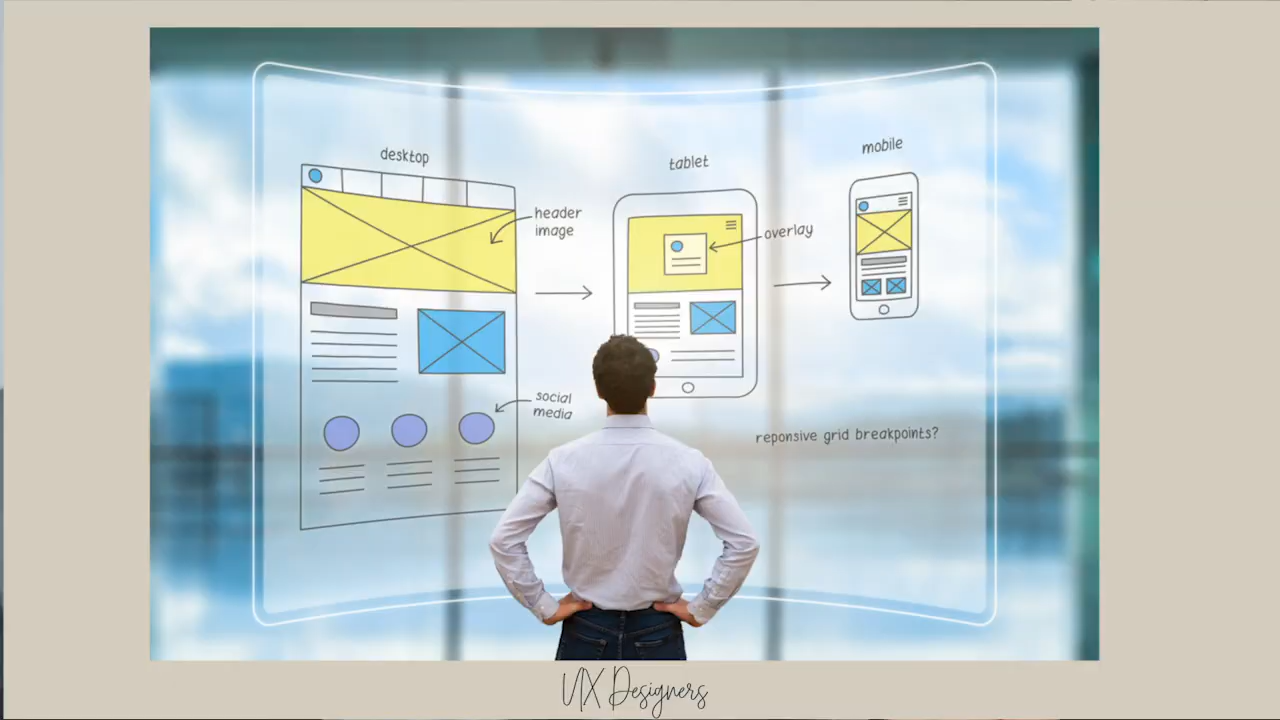 desktop
tablet
mobile
header
image
overlay
social
media
reponsive grid breakpoints?
UX Designers